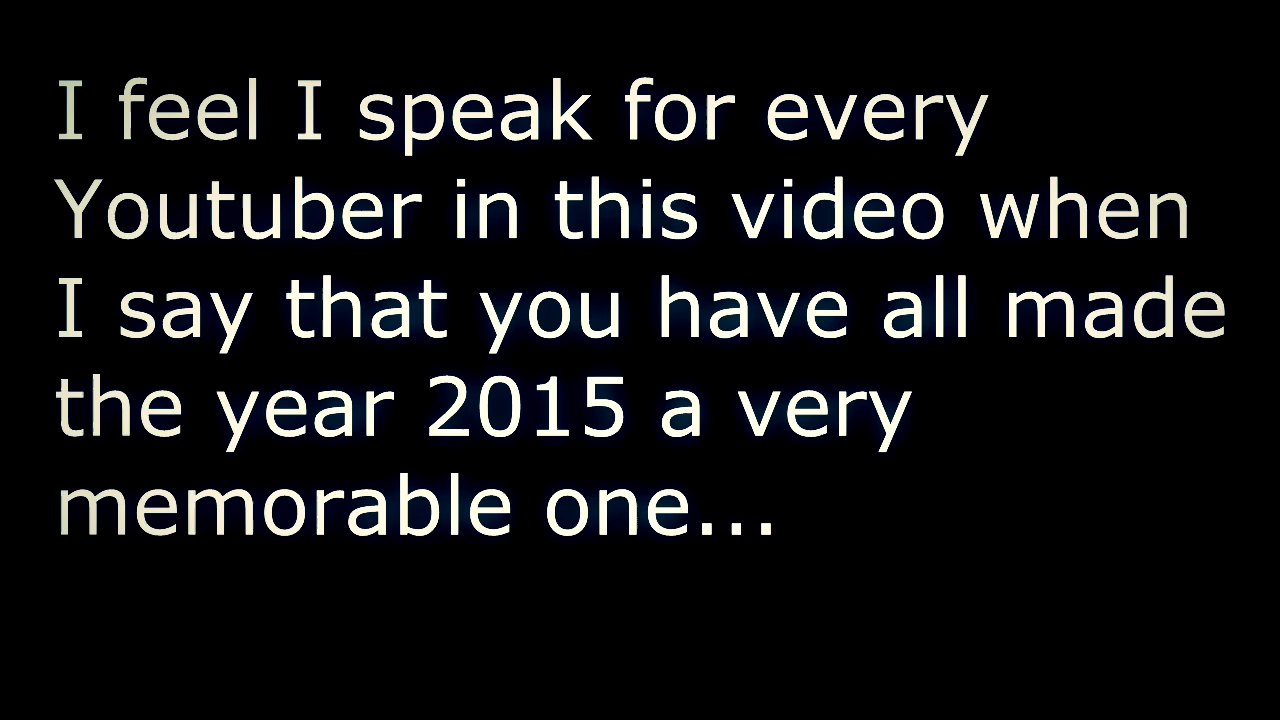 I feel I speak for every
Youtuber in this video when
I say that you have all made
the year 2015 a very
memorable one...